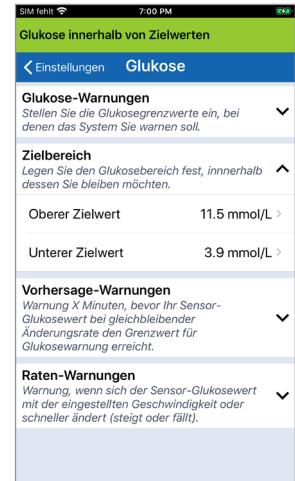 SIM fehlt 7:00 PM
Glukose innerhalb von Zielwerten
Einstellungen Glukose
Glukose-Warnungen
Stellen Sie die Glukosegrenzwerte ein, bei
denen das System Sie warnen soll.
Zielbereich
Legen Sie den Glukosebereich fest, innnerhalb
dessen Sie bleiben möchten.
Oberer Zielwert 11.5 mmol/L
Unterer Zielwert 3.9 mmol/L
Vorhersage-Warnungen
Warnung X Minuten, bevor Ihr Sensor-
Glukosewert bei gleichbleibender
Änderungsrate den Grenzwert für
Glukosewarnung erreicht.
Raten-Warnungen
Warnung, wenn sich der Sensor-Glukosewert
mit der eingestellten Geschwindigkeit oder
schneller ändert (steigt oder fällt).